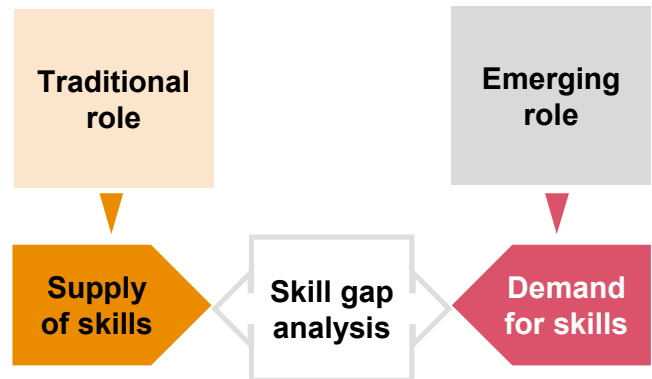 Traditional
role
Emerging
role
Supply
of skills
Skill gap
analysis
Demand
for skills